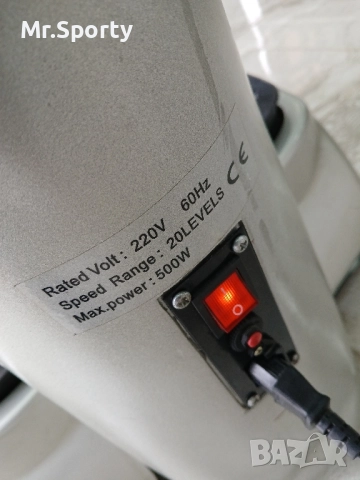 Mr.Sporty
Rated Volt : 220V 60Hz
Speed Range : 20LEVELS CE
Max.power : 500W
BAZAR